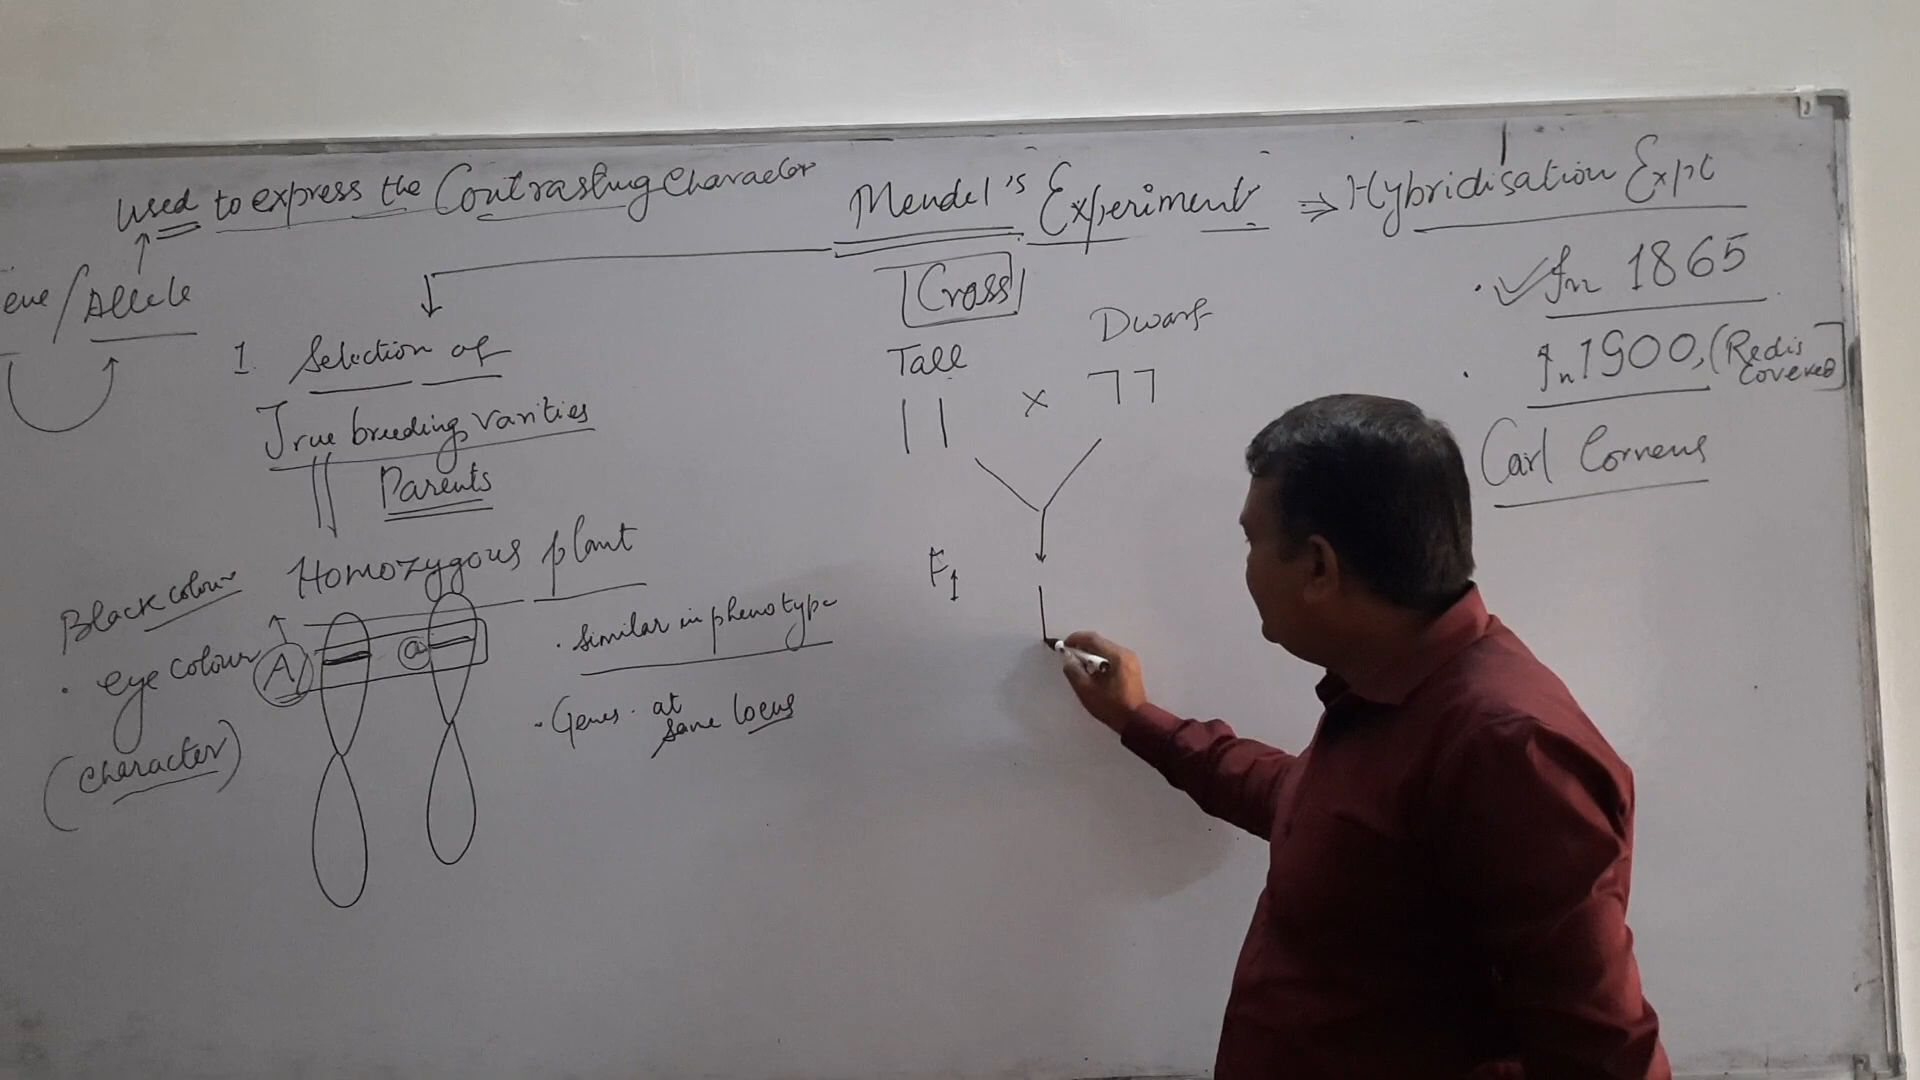 used to express the Contrasting Character
Mendel's Experiment ⇒ Hybridisation Expt
/ Allele
Cross
• ✓ In 1865
1. Selection of
True breeding varities
Parents
Tall × Dwarf
• In 1900, (Redis
covered)
Carl Correns
Homozygous plant
Black colour
• eye colour
(character)
A
a
• Similar in phenotype
• Genes at
same locus
F1